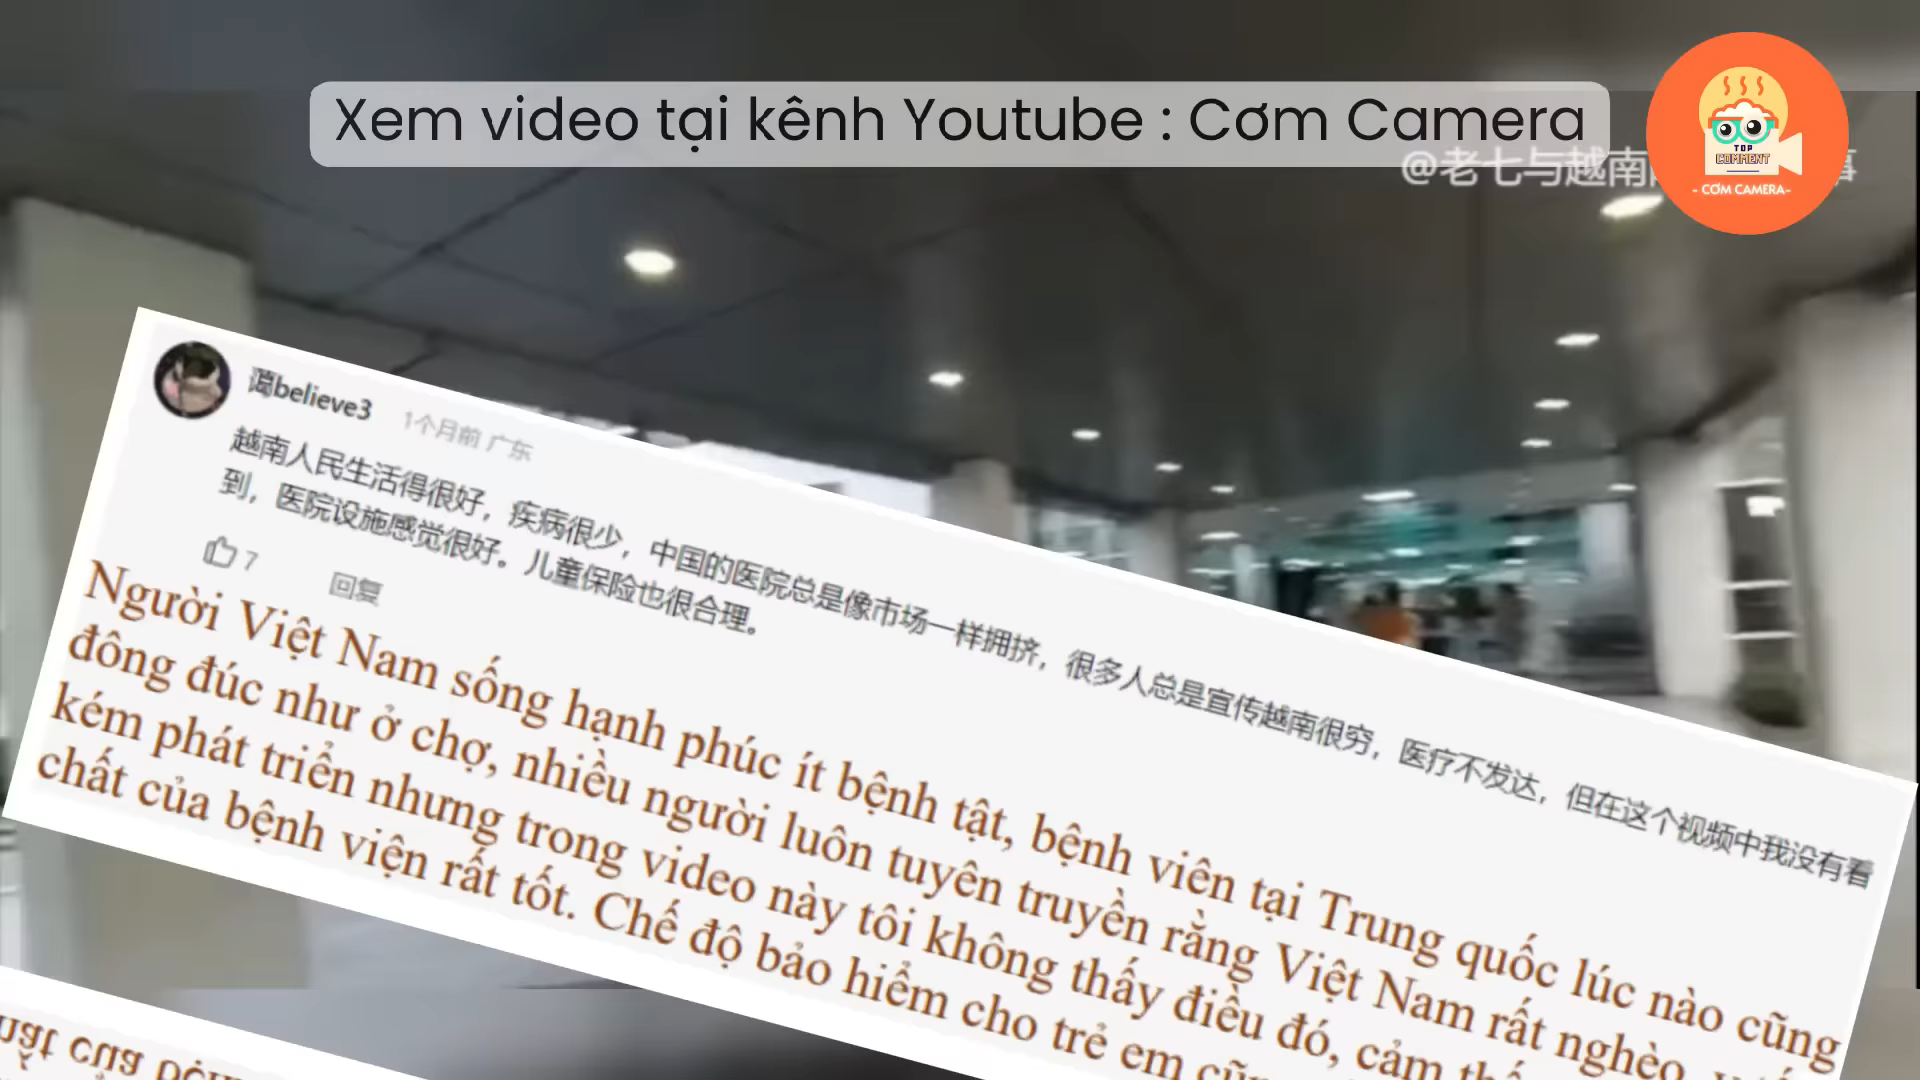 Xem video tại kênh Youtube : Cơm Camera
@老七与越南
TOP
COMMENT
- CƠM CAMERA-
believe3 1个月前 广东
越南人民生活得很好，疾病很少，中国的医院总是像市场一样拥挤，很多人总是宣传越南很穷，医疗不发达，但在这个视频中我没有看
到，医院设施感觉很好。儿童保险也很合理。
7 回复
Người Việt Nam sống hạnh phúc ít bệnh tật, bệnh viên tại Trung quốc lúc nào cũng
đông đúc như ở chợ, nhiều người luôn tuyên truyền rằng Việt Nam rất nghèo,
kém phát triển nhưng trong video này tôi không thấy điều đó, cảm
chất của bệnh viện rất tốt. Chế độ bảo hiểm cho trẻ em